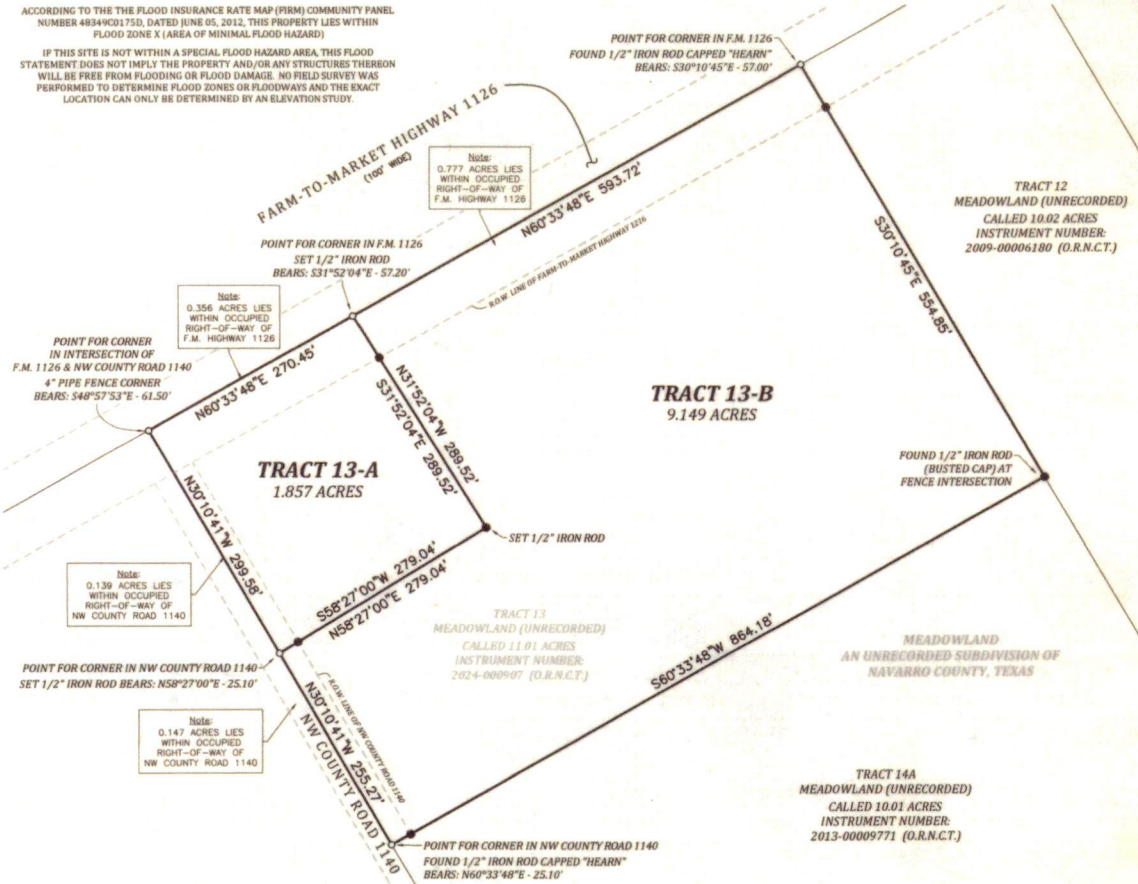 ACCORDING TO THE THE FLOOD INSURANCE RATE MAP (FIRM) COMMUNITY PANEL
NUMBER 48349C0175D, DATED JUNE 05, 2012, THIS PROPERTY LIES WITHIN
FLOOD ZONE X (AREA OF MINIMAL FLOOD HAZARD)
IF THIS SITE IS NOT WITHIN A SPECIAL FLOOD HAZARD AREA, THIS FLOOD
STATEMENT DOES NOT IMPLY THE PROPERTY AND/OR ANY STRUCTURES THEREON
WILL BE FREE FROM FLOODING OR FLOOD DAMAGE. NO FIELD SURVEY WAS
PERFORMED TO DETERMINE FLOOD ZONES OR FLOODWAYS AND THE EXACT
LOCATION CAN ONLY BE DETERMINED BY AN ELEVATION STUDY.
POINT FOR CORNER IN F.M. 1126
FOUND 1/2" IRON ROD CAPPED "HEARN"
BEARS: S30°10'45"E - 57.00'
FARM-TO-MARKET HIGHWAY 1126
(100' WIDE)
Note:
0.777 ACRES LIES
WITHIN OCCUPIED
RIGHT-OF-WAY OF
F.M. HIGHWAY 1126
N60°33'48"E 593.72'
R.O.W. LINE OF FARM-TO-MARKET HIGHWAY 1216
TRACT 12
MEADOWLAND (UNRECORDED)
CALLED 10.02 ACRES
INSTRUMENT NUMBER:
2009-00006180 (O.R.N.C.T.)
S30°10'45"E 554.85'
POINT FOR CORNER IN F.M. 1126
SET 1/2" IRON ROD
BEARS: S31°52'04"E - 57.20'
Note:
0.356 ACRES LIES
WITHIN OCCUPIED
RIGHT-OF-WAY OF
F.M. HIGHWAY 1126
POINT FOR CORNER
IN INTERSECTION OF
F.M. 1126 & NW COUNTY ROAD 1140
4" PIPE FENCE CORNER
BEARS: S48°57'53"E - 61.50'
N60°33'48"E 270.45'
N31°52'04"W 289.52'
S31°52'04"E 289.52'
TRACT 13-B
9.149 ACRES
TRACT 13-A
1.857 ACRES
FOUND 1/2" IRON ROD
(BUSTED CAP) AT
FENCE INTERSECTION
N30°10'41"W 299.58'
SET 1/2" IRON ROD
S58°27'00"W 279.04'
N58°27'00"E 279.04'
Note:
0.139 ACRES LIES
WITHIN OCCUPIED
RIGHT-OF-WAY OF
NW COUNTY ROAD 1140
TRACT 13
MEADOWLAND (UNRECORDED)
CALLED 11.01 ACRES
INSTRUMENT NUMBER:
2024-000907 (O.R.N.C.T.)
S60°33'48"W 864.18'
MEADOWLAND
AN UNRECORDED SUBDIVISION OF
NAVARRO COUNTY, TEXAS
POINT FOR CORNER IN NW COUNTY ROAD 1140
SET 1/2" IRON ROD BEARS: N58°27'00"E - 25.10'
R.O.W. LINE OF NW COUNTY ROAD 1140
N30°10'41"W 255.27'
NW COUNTY ROAD 1140
Note:
0.147 ACRES LIES
WITHIN OCCUPIED
RIGHT-OF-WAY OF
NW COUNTY ROAD 1140
TRACT 14A
MEADOWLAND (UNRECORDED)
CALLED 10.01 ACRES
INSTRUMENT NUMBER:
2013-00009771 (O.R.N.C.T.)
POINT FOR CORNER IN NW COUNTY ROAD 1140
FOUND 1/2" IRON ROD CAPPED "HEARN"
BEARS: N60°33'48"E - 25.10'